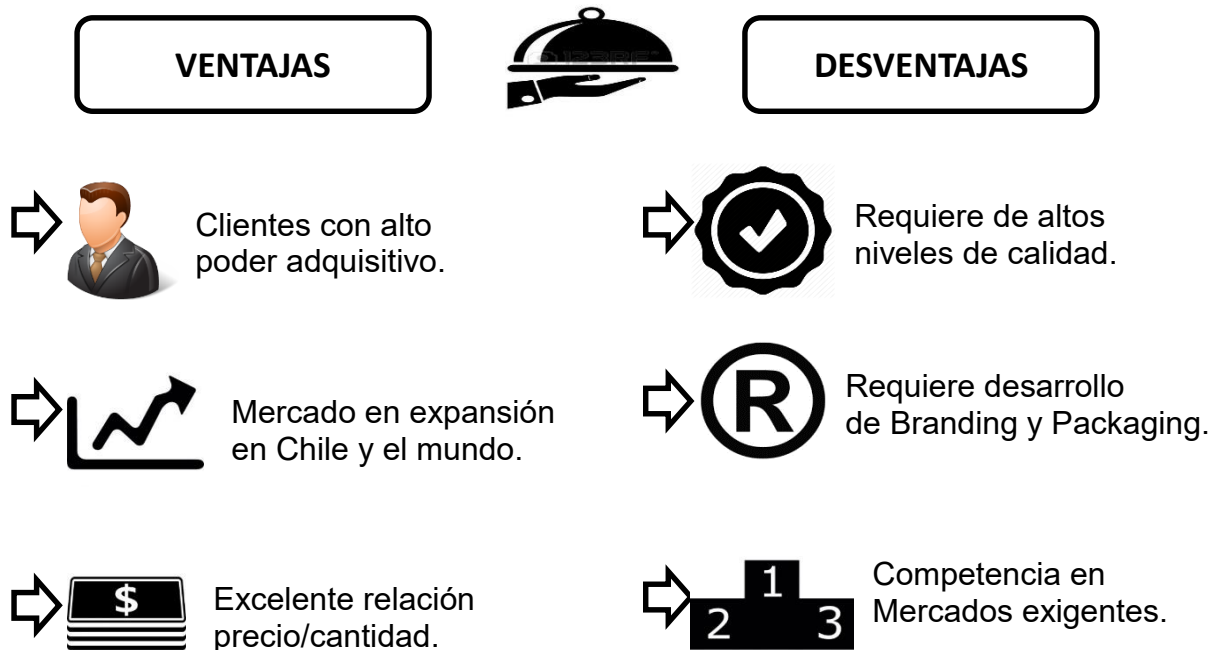 VENTAJAS
DESVENTAJAS
Clientes con alto
poder adquisitivo.
Requiere de altos
niveles de calidad.
Mercado en expansión
en Chile y el mundo.
R
Requiere desarrollo
de Branding y Packaging.
$
Excelente relación
precio/cantidad.
1
2 3
Competencia en
Mercados exigentes.